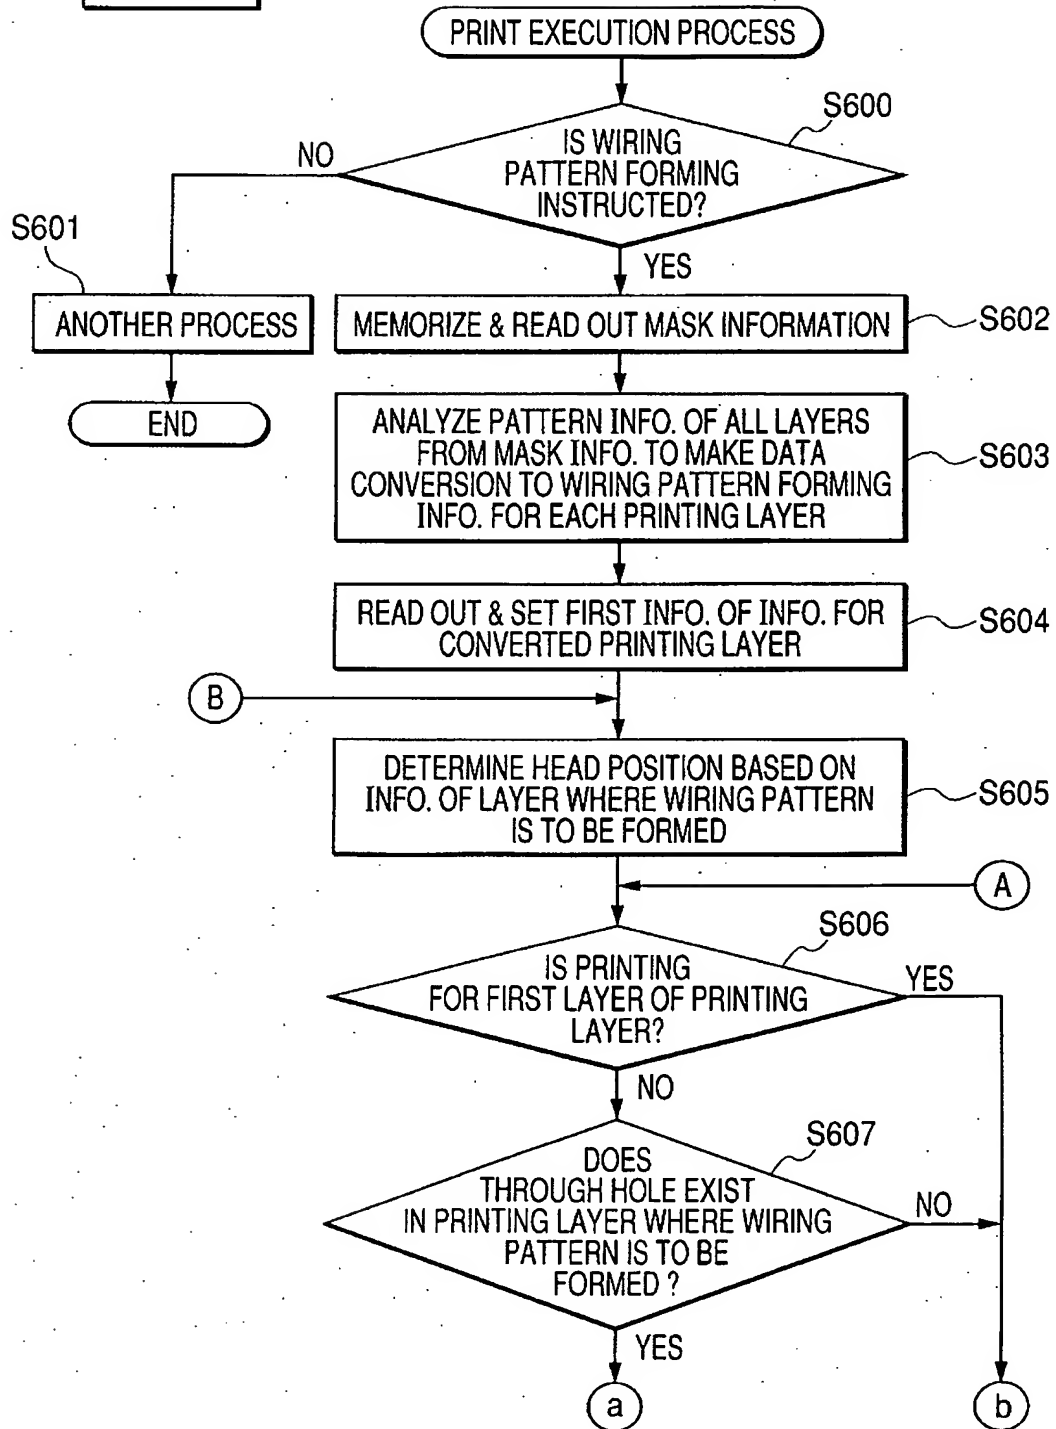 PRINT EXECUTION PROCESS
S600
IS WIRING
PATTERN FORMING
INSTRUCTED?
NO
YES
S601
ANOTHER PROCESS
END
MEMORIZE & READ OUT MASK INFORMATION
S602
ANALYZE PATTERN INFO. OF ALL LAYERS
FROM MASK INFO. TO MAKE DATA
CONVERSION TO WIRING PATTERN FORMING
INFO. FOR EACH PRINTING LAYER
S603
READ OUT & SET FIRST INFO. OF INFO. FOR
CONVERTED PRINTING LAYER
S604
B
DETERMINE HEAD POSITION BASED ON
INFO. OF LAYER WHERE WIRING PATTERN
IS TO BE FORMED
S605
A
S606
IS PRINTING
FOR FIRST LAYER OF PRINTING
LAYER?
YES
NO
S607
DOES
THROUGH HOLE EXIST
IN PRINTING LAYER WHERE WIRING
PATTERN IS TO BE
FORMED ?
NO
YES
a
b